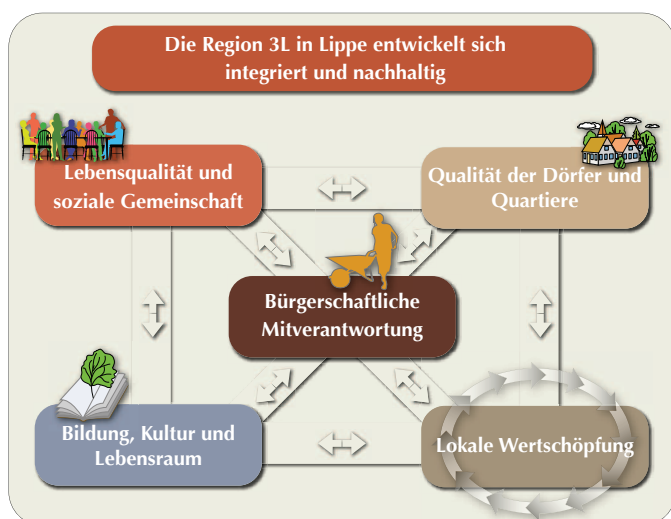 Die Region 3L in Lippe entwickelt sich
integriert und nachhaltig
Lebensqualität und
soziale Gemeinschaft
Qualität der Dörfer und
Quartiere
Bürgerschaftliche
Mitverantwortung
Bildung, Kultur und
Lebensraum
Lokale Wertschöpfung